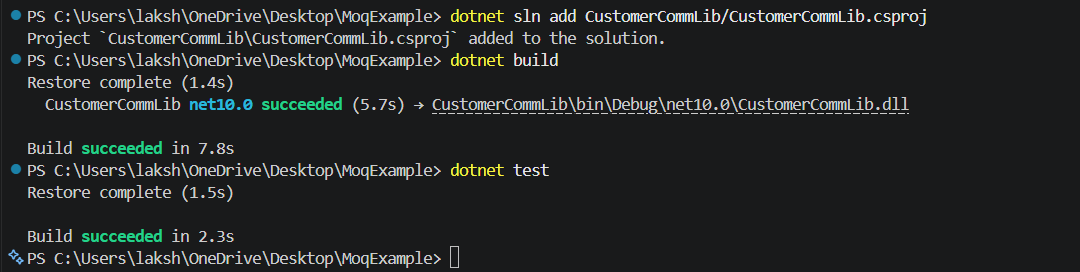 PS C:\Users\laksh\OneDrive\Desktop\MoqExample> dotnet sln add CustomerCommLib/CustomerCommLib.csproj
Project `CustomerCommLib\CustomerCommLib.csproj` added to the solution.
PS C:\Users\laksh\OneDrive\Desktop\MoqExample> dotnet build
Restore complete (1.4s)
  CustomerCommLib net10.0 succeeded (5.7s) → CustomerCommLib\bin\Debug\net10.0\CustomerCommLib.dll
Build succeeded in 7.8s
PS C:\Users\laksh\OneDrive\Desktop\MoqExample> dotnet test
Restore complete (1.5s)
Build succeeded in 2.3s
PS C:\Users\laksh\OneDrive\Desktop\MoqExample>